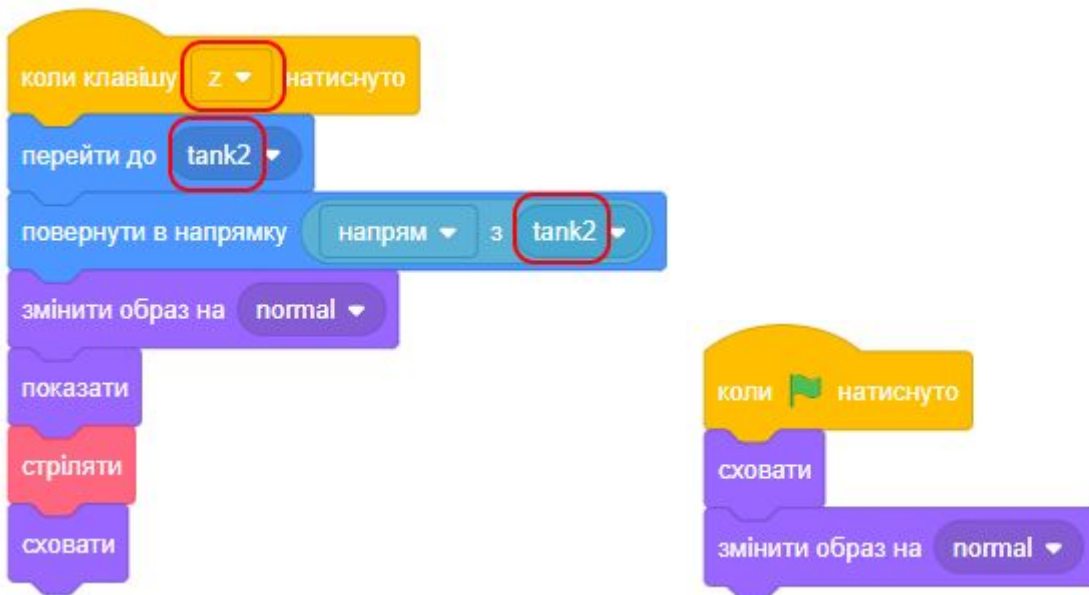 коли клавішу z натиснуто
перейти до tank2
повернути в напрямку напрям з tank2
змінити образ на normal
показати
стріляти
сховати
коли натиснуто
сховати
змінити образ на normal